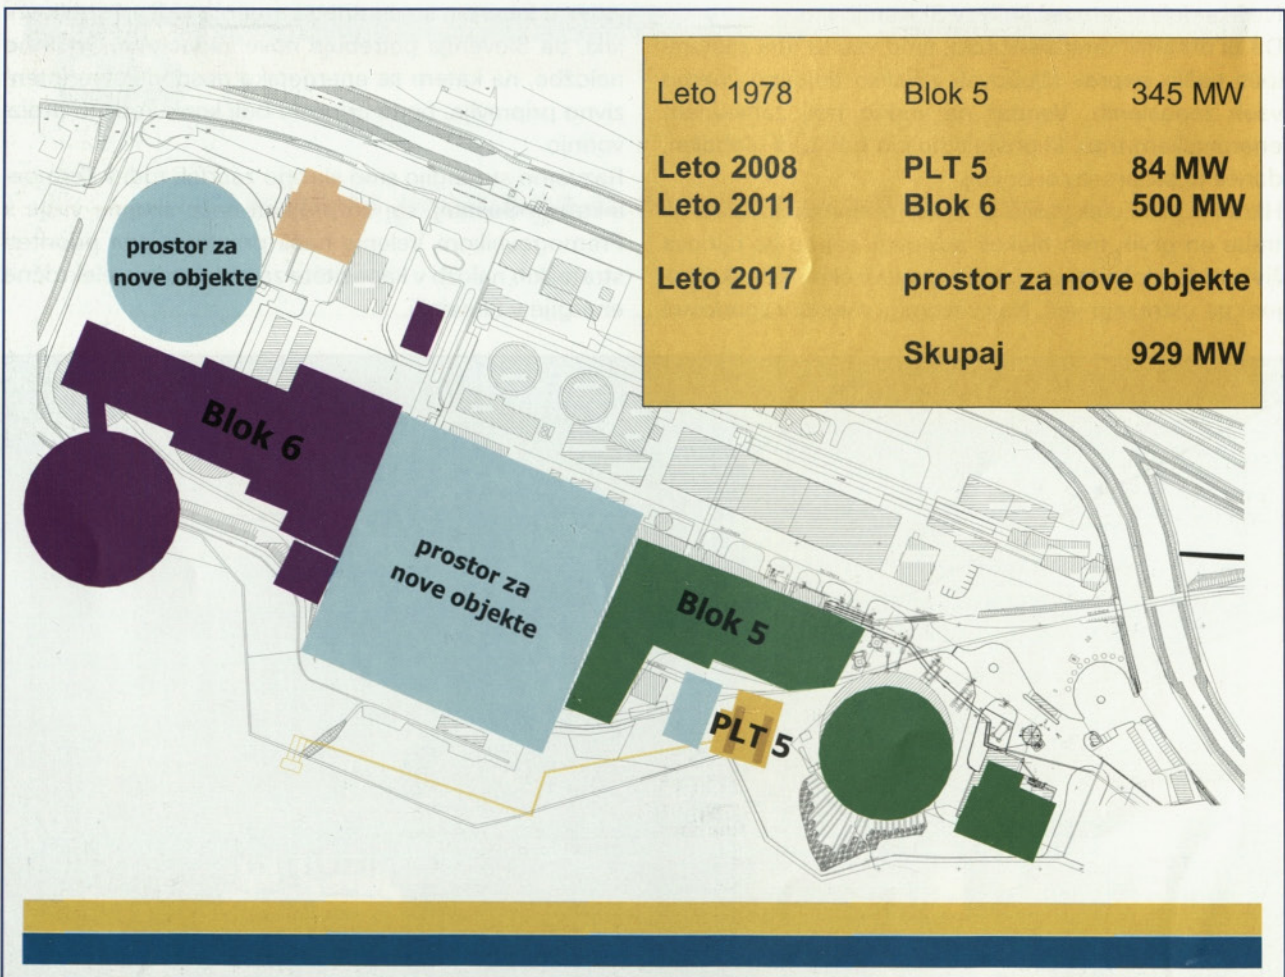 Leto 1978 Blok 5 345 MW
Leto 2008 PLT 5 84 MW
Leto 2011 Blok 6 500 MW
Leto 2017 prostor za nove objekte
Skupaj 929 MW
prostor za
nove objekte
Blok 6
prostor za
nove objekte
Blok 5
PLT 5